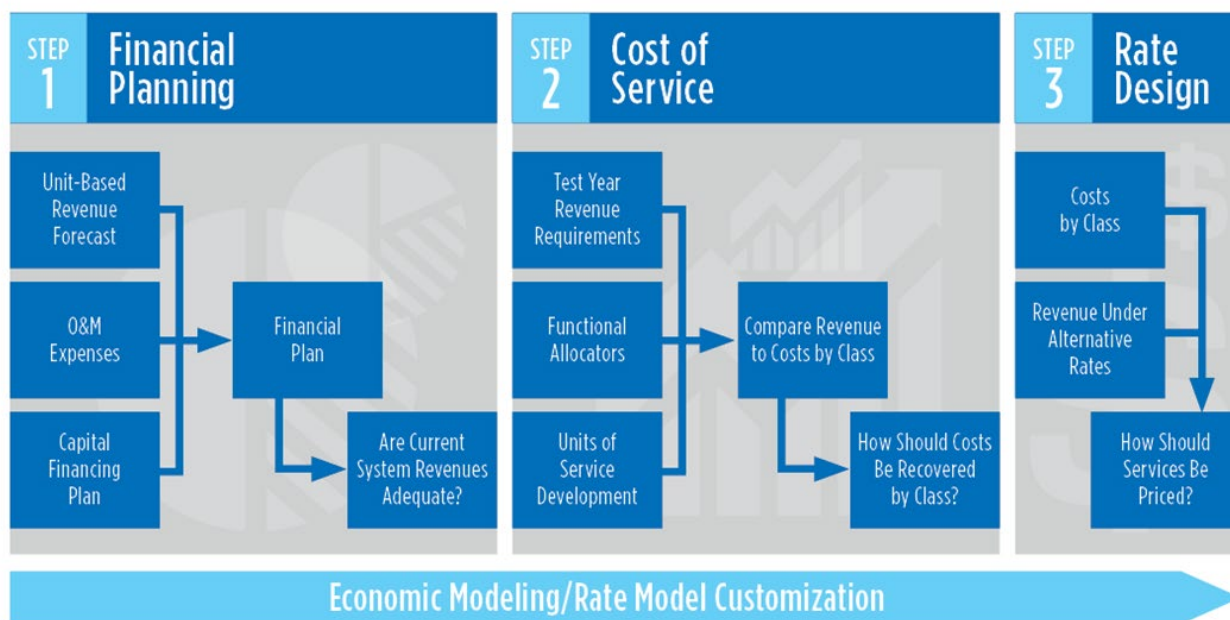 STEP
1
Financial
Planning
Unit-Based
Revenue
Forecast
O&M
Expenses
Capital
Financing
Plan
Financial
Plan
Are Current
System Revenues
Adequate?
STEP
2
Cost of
Service
Test Year
Revenue
Requirements
Functional
Allocators
Units of
Service
Development
Compare Revenue
to Costs by Class
How Should Costs
Be Recovered
by Class?
STEP
3
Rate
Design
Costs
by Class
Revenue Under
Alternative
Rates
How Should
Services Be
Priced?
Economic Modeling/Rate Model Customization